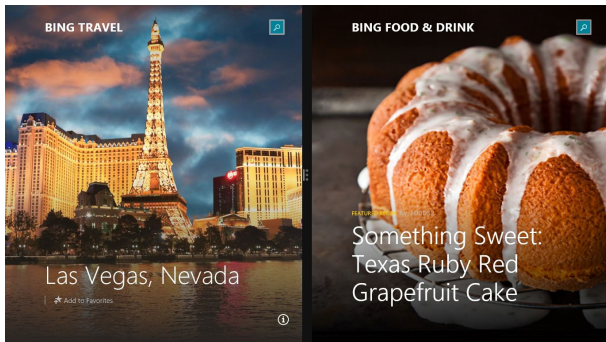 BING TRAVEL
Las Vegas, Nevada
Add to Favorites
BING FOOD & DRINK
Something Sweet:
Texas Ruby Red
Grapefruit Cake